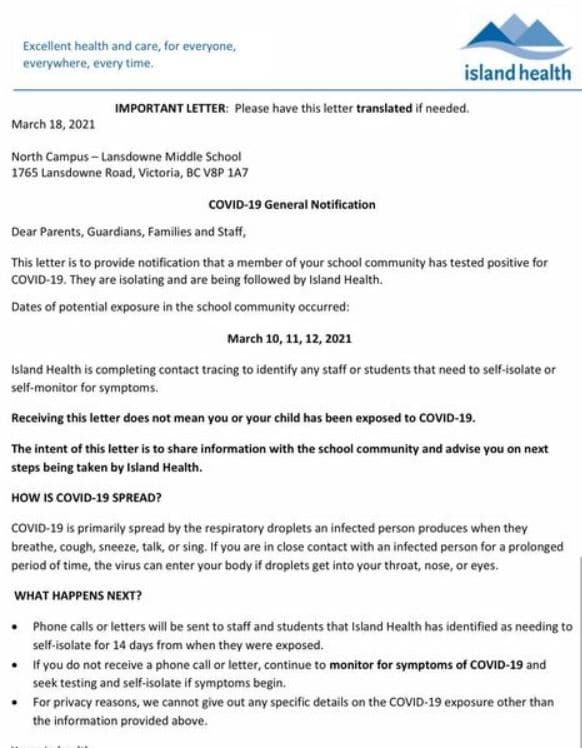 Excellent health and care, for everyone,
everywhere, every time.
island health
IMPORTANT LETTER: Please have this letter translated if needed.
March 18, 2021
North Campus – Lansdowne Middle School
1765 Lansdowne Road, Victoria, BC V8P 1A7
COVID-19 General Notification
Dear Parents, Guardians, Families and Staff,
This letter is to provide notification that a member of your school community has tested positive for
COVID-19. They are isolating and are being followed by Island Health.
Dates of potential exposure in the school community occurred:
March 10, 11, 12, 2021
Island Health is completing contact tracing to identify any staff or students that need to self-isolate or
self-monitor for symptoms.
Receiving this letter does not mean you or your child has been exposed to COVID-19.
The intent of this letter is to share information with the school community and advise you on next
steps being taken by Island Health.
HOW IS COVID-19 SPREAD?
COVID-19 is primarily spread by the respiratory droplets an infected person produces when they
breathe, cough, sneeze, talk, or sing. If you are in close contact with an infected person for a prolonged
period of time, the virus can enter your body if droplets get into your throat, nose, or eyes.
WHAT HAPPENS NEXT?
• Phone calls or letters will be sent to staff and students that Island Health has identified as needing to
self-isolate for 14 days from when they were exposed.
• If you do not receive a phone call or letter, continue to monitor for symptoms of COVID-19 and
seek testing and self-isolate if symptoms begin.
• For privacy reasons, we cannot give out any specific details on the COVID-19 exposure other than
the information provided above.